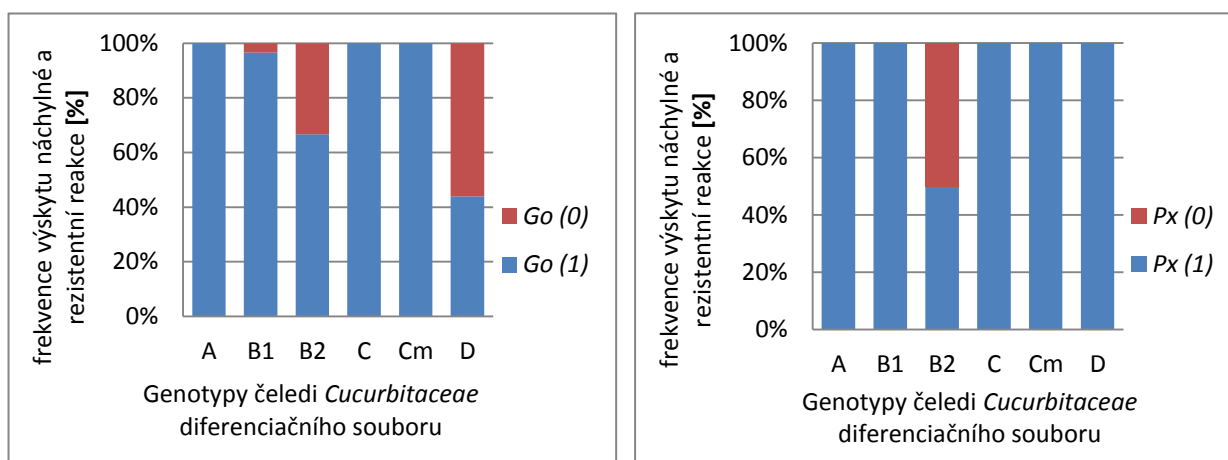 frekvence výskytu náchylné a
rezistentní reakce [%]
100%
80%
60%
40%
20%
0%
A B1 B2 C Cm D
Genotypy čeledi Cucurbitaceae
diferenciačního souboru
Go (0)
Go (1)
frekvence výskytu náchylné a
rezistentní reakce [%]
100%
80%
60%
40%
20%
0%
A B1 B2 C Cm D
Genotypy čeledi Cucurbitaceae
diferenciačního souboru
Px (0)
Px (1)